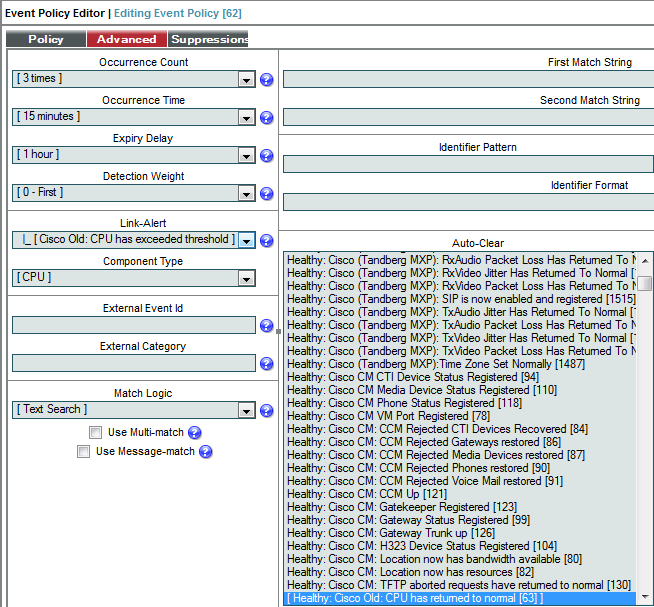 Event Policy Editor | Editing Event Policy [62]
Policy Advanced Suppressions
Occurrence Count
[ 3 times ]
Occurrence Time
[ 15 minutes ]
Expiry Delay
[ 1 hour ]
Detection Weight
[ 0 - First ]
Link-Alert
|_ [ Cisco Old: CPU has exceeded threshold ]
Component Type
[ CPU ]
External Event Id
External Category
Match Logic
[ Text Search ]
Use Multi-match
Use Message-match
First Match String
Second Match String
Identifier Pattern
Identifier Format
Auto-Clear
Healthy: Cisco (Tandberg MXP): RxAudio Packet Loss Has Returned To N
Healthy: Cisco (Tandberg MXP): RxVideo Jitter Has Returned To Normal [
Healthy: Cisco (Tandberg MXP): RxVideo Packet Loss Has Returned To N
Healthy: Cisco (Tandberg MXP): SIP is now enabled and registered [1515]
Healthy: Cisco (Tandberg MXP): TxAudio Jitter Has Returned To Normal [
Healthy: Cisco (Tandberg MXP): TxAudio Packet Loss Has Returned To N
Healthy: Cisco (Tandberg MXP): TxVideo Jitter Has Returned To Normal [
Healthy: Cisco (Tandberg MXP): TxVideo Packet Loss Has Returned To N
Healthy: Cisco (Tandberg MXP):Time Zone Set Normally [1487]
Healthy: Cisco CM CTI Device Status Registered [94]
Healthy: Cisco CM Media Device Status Registered [110]
Healthy: Cisco CM Phone Status Registered [118]
Healthy: Cisco CM VM Port Registered [78]
Healthy: Cisco CM: CCM Rejected CTI Devices Recovered [84]
Healthy: Cisco CM: CCM Rejected Gateways restored [86]
Healthy: Cisco CM: CCM Rejected Media Devices restored [87]
Healthy: Cisco CM: CCM Rejected Phones restored [90]
Healthy: Cisco CM: CCM Rejected Voice Mail restored [91]
Healthy: Cisco CM: CCM Up [121]
Healthy: Cisco CM: Gatekeeper Registered [123]
Healthy: Cisco CM: Gateway Status Registered [99]
Healthy: Cisco CM: Gateway Trunk up [126]
Healthy: Cisco CM: H323 Device Status Registered [104]
Healthy: Cisco CM: Location now has bandwidth available [80]
Healthy: Cisco CM: Location now has resources [82]
Healthy: Cisco CM: TFTP aborted requests have returned to normal [130]
[ Healthy: Cisco Old: CPU has returned to normal [63] ]